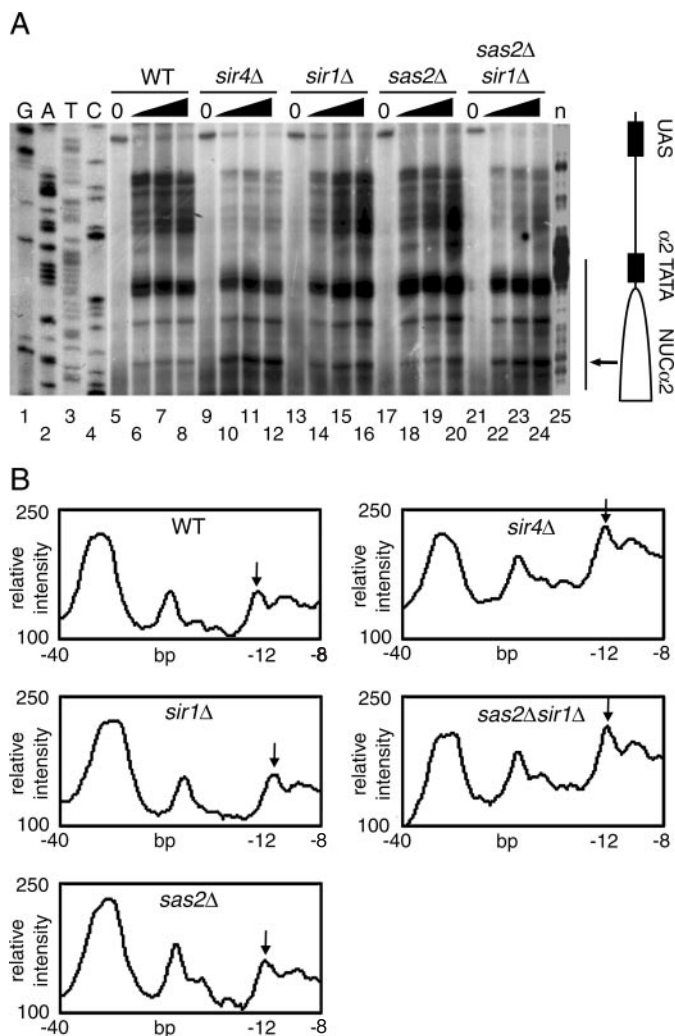 A
WT sir4Δ sir1Δ sas2Δ sas2Δ sir1Δ
G A T C 0 0 0 0 0 n
UAS
α2 TATA
NUCα2
1 3 5 7 9 11 13 15 17 19 21 23 25
2 4 6 8 10 12 14 16 18 20 22 24
B
WT
250
relative intensity
100
-40 bp -12 -8
sir4Δ
250
relative intensity
100
-40 bp -12 -8
sir1Δ
250
relative intensity
100
-40 bp -12 -8
sas2Δsir1Δ
250
relative intensity
100
-40 bp -12 -8
sas2Δ
250
relative intensity
100
-40 bp -12 -8